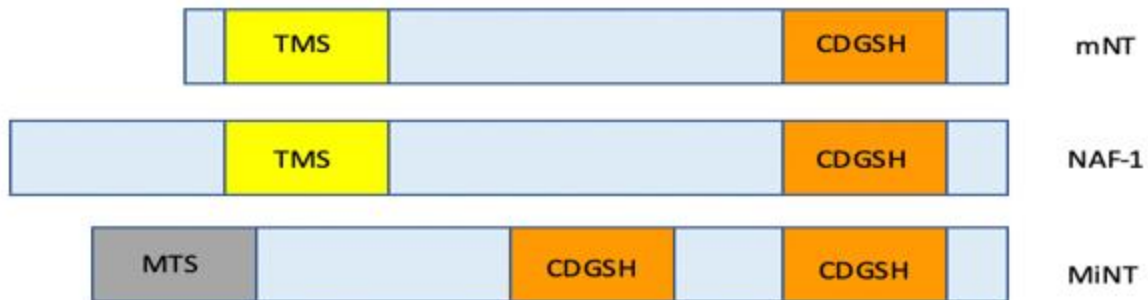 TMS CDGSH mNT
TMS CDGSH NAF-1
MTS CDGSH CDGSH MiNT